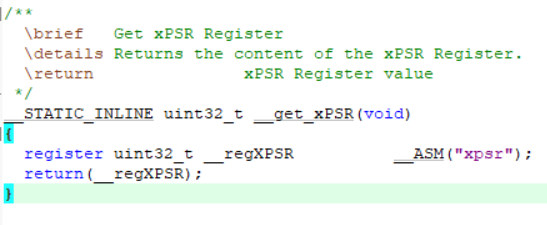 /**
  \brief   Get xPSR Register
  \details Returns the content of the xPSR Register.
  \return               xPSR Register value
 */
__STATIC_INLINE uint32_t __get_xPSR(void)
{
  register uint32_t __regXPSR          __ASM("xpsr");
  return(__regXPSR);
}